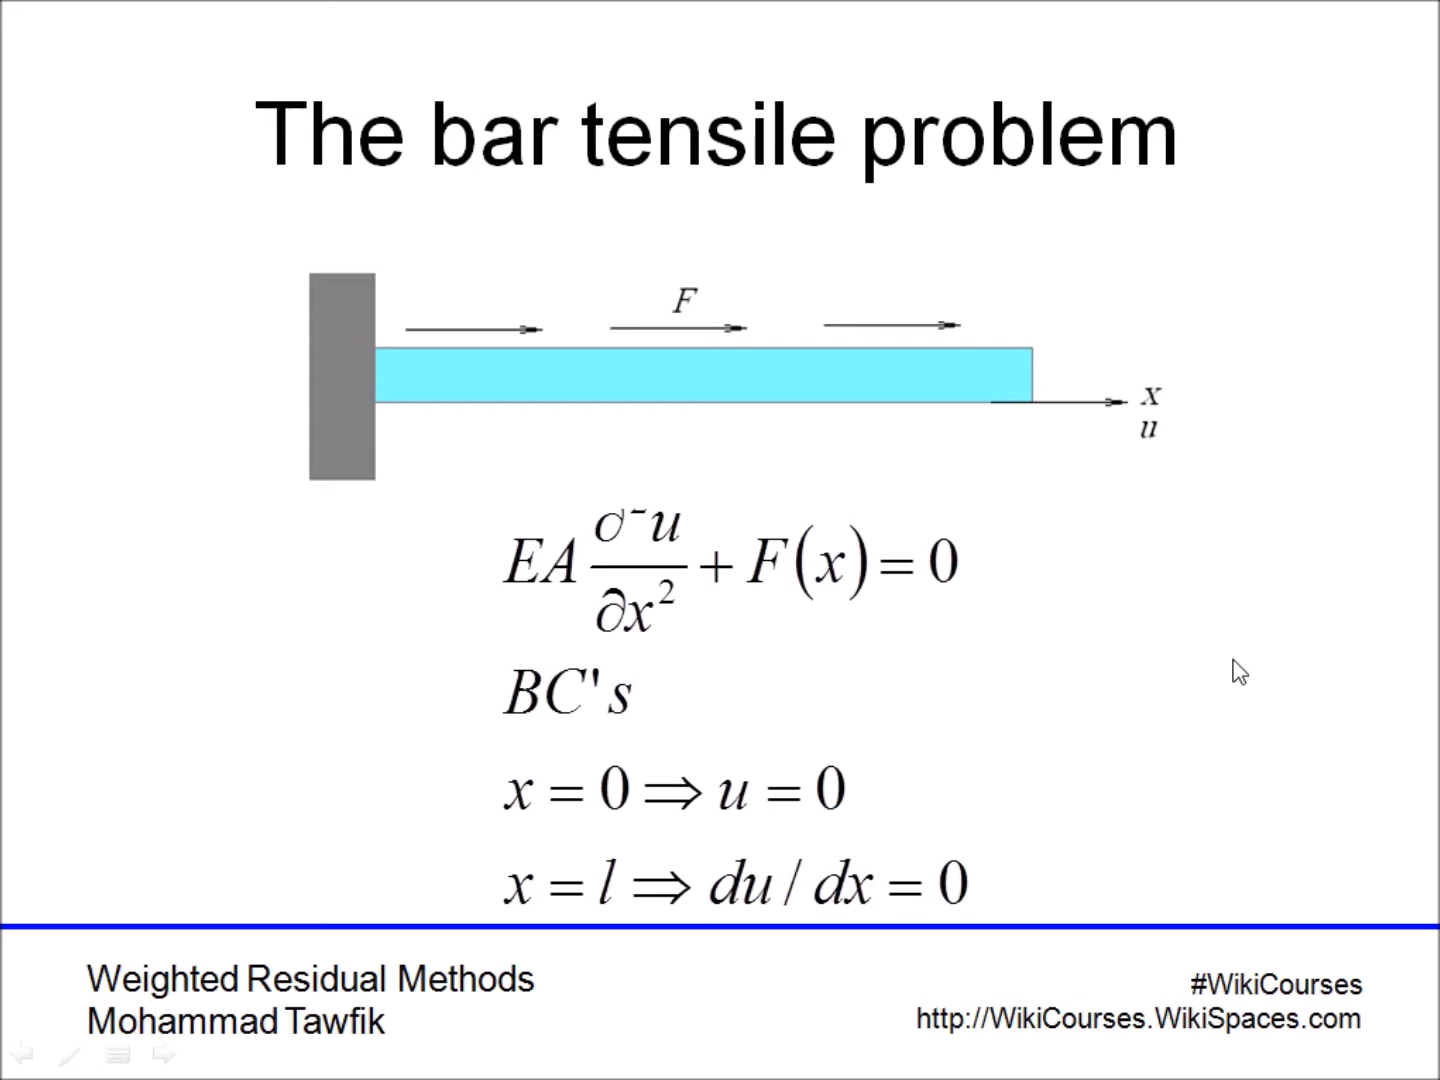 The bar tensile problem
F
x
u
EA ∂²u/∂x² + F(x) = 0
BC's
x = 0 ⇒ u = 0
x = l ⇒ du / dx = 0
Weighted Residual Methods
Mohammad Tawfik
#WikiCourses
http://WikiCourses.WikiSpaces.com